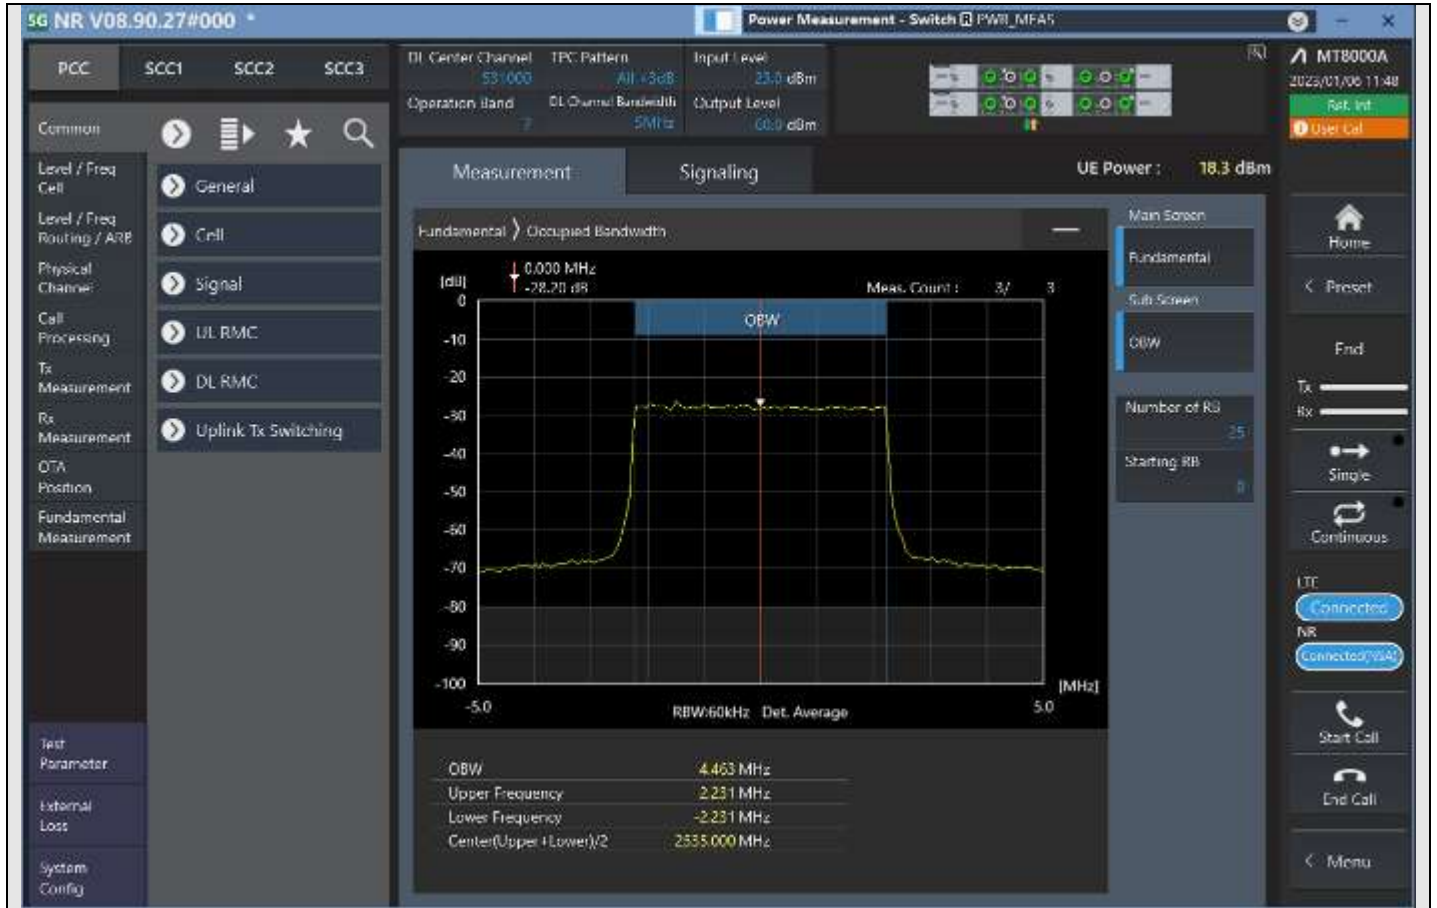 5G NR V08.90.27#000 *
Power Measurement - Switch R PWR_MEAS
PCC SCC1 SCC2 SCC3
DL Center Channel
531000
TPC Pattern
All +3dB
Input Level
23.0 dBm
Operation Band
7
DL Channel Bandwidth
5MHz
Output Level
dBm
MT8000A
2023/01/06 11:48
Ref. Int
User Cal
Common
Level / Freq
Cell
Level / Freq
Routing / ARB
Physical
Channel
Call
Processing
Tx
Measurement
Rx
Measurement
OTA
Position
Fundamental
Measurement
Test
Parameter
External
Loss
System
Config
General
Cell
Signal
UL RMC
DL RMC
Uplink Tx Switching
Measurement Signaling
UE Power : 18.3 dBm
Fundamental 〉 Occupied Bandwidth
[dB]
0.000 MHz
-28.20 dB
Meas. Count : 3/ 3
OBW
0
-10
-20
-30
-40
-50
-60
-70
-80
-90
-100
-5.0
5.0
[MHz]
RBW:60kHz Det. Average
OBW 4.463 MHz
Upper Frequency 2.231 MHz
Lower Frequency -2.231 MHz
Center(Upper+Lower)/2 2535.000 MHz
Main Screen
Fundamental
Sub Screen
OBW
Number of RB
25
Starting RB
0
Home
< Preset
End
Tx
Rx
Single
Continuous
LTE
Connected
NR
Connected(NSA)
Start Call
End Call
< Menu